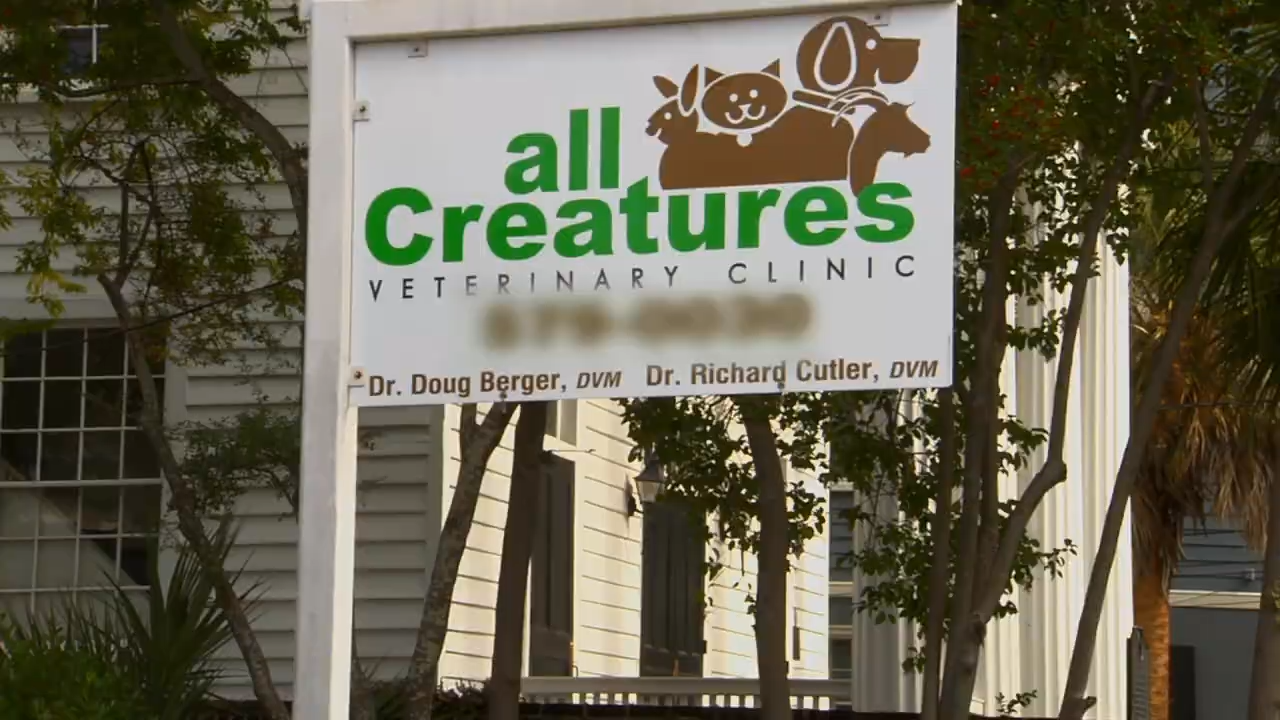 all
Creatures
VETERINARY CLINIC
Dr. Doug Berger, DVM Dr. Richard Cutler, DVM